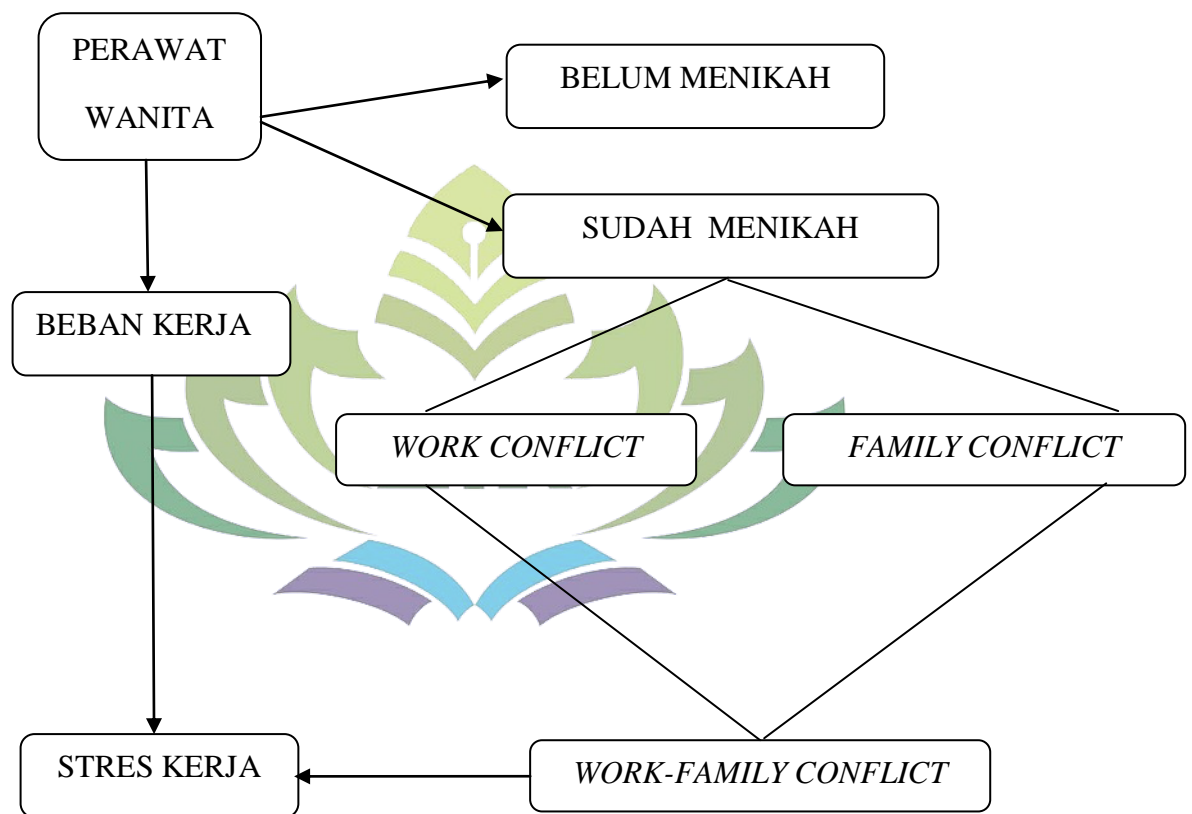 PERAWAT
WANITA
BELUM MENIKAH
SUDAH MENIKAH
BEBAN KERJA
WORK CONFLICT
FAMILY CONFLICT
STRES KERJA
WORK-FAMILY CONFLICT